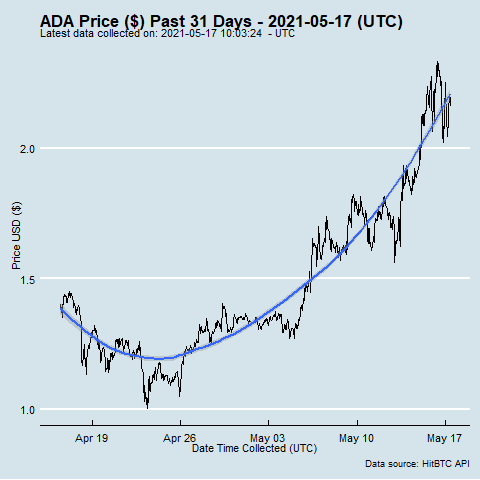 ADA Price ($) Past 31 Days - 2021-05-17 (UTC)
Latest data collected on: 2021-05-17 10:03:24 - UTC
2.0
1.5
1.0
Price USD ($)
Apr 19 Apr 26 May 03 May 10 May 17
Date Time Collected (UTC)
Data source: HitBTC API